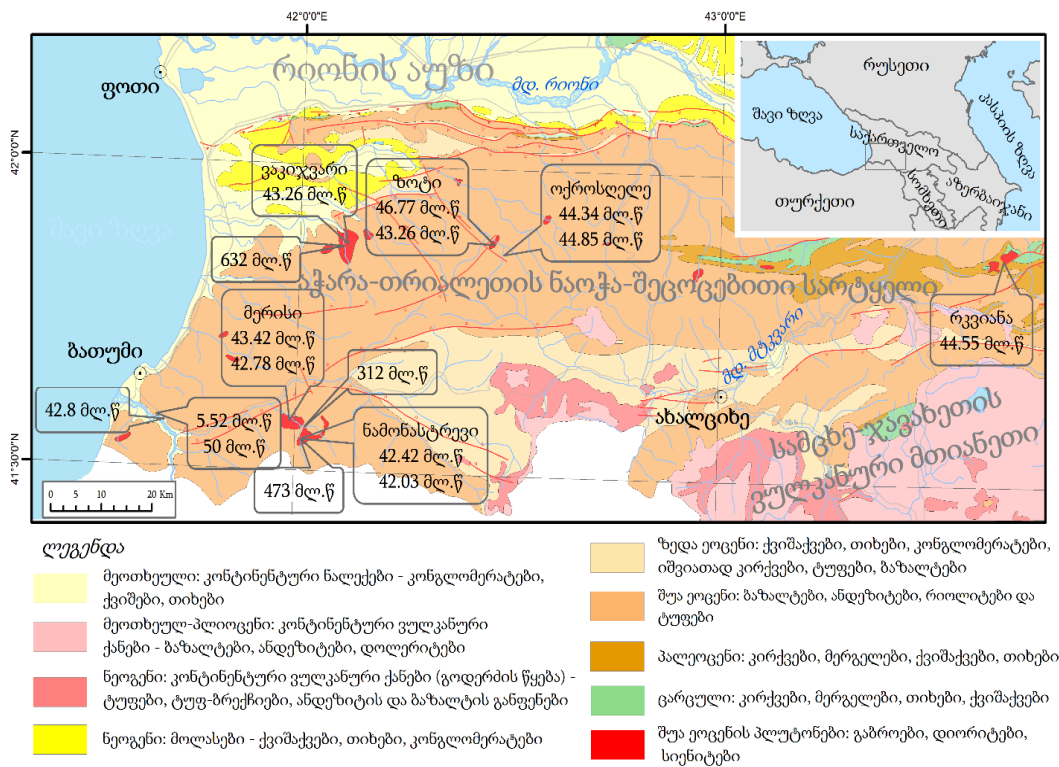 42°0'0"E
43°0'0"E
42°0'0"N
41°30'0"N
რიონის აუზი
მდ. რიონი
ფოთი
რუსეთი
შავი ზღვა
კასპიის ზღვა
საქართველო
აზერბაიჯანი
სომხეთი
თურქეთი
ვაკიჯვარი
43.26 მლ.წ
ზოტი
46.77 მლ.წ
43.26 მლ.წ
ოქროსღელე
44.34 მლ.წ
44.85 მლ.წ
632 მლ.წ
შავი ზღვა
აჭარა-თრიალეთის ნაოჭა-შეცოცებითი სარტყელი
მერისი
43.42 მლ.წ
42.78 მლ.წ
რკვიანა
44.55 მლ.წ
მდ. მტკვარი
ბათუმი
312 მლ.წ
42.8 მლ.წ
5.52 მლ.წ
50 მლ.წ
ნამონასტრევი
42.42 მლ.წ
42.03 მლ.წ
473 მლ.წ
ახალციხე
სამცხე-ჯავახეთის
ვულკანური მთიანეთი
0 5 10 20 Km
ლეგენდა
მეოთხეული: კონტინენტური ნალექები - კონგლომერატები,
ქვიშები, თიხები
მეოთხეულ-პლიოცენი: კონტინენტური ვულკანური
ქანები - ბაზალტები, ანდეზიტები, დოლერიტები
ნეოგენი: კონტინენტური ვულკანური ქანები (გოდერძის წყება) -
ტუფები, ტუფ-ბრექჩიები, ანდეზიტის და ბაზალტის განფენები
ნეოგენი: მოლასები - ქვიშაქვები, თიხები, კონგლომერატები
ზედა ეოცენი: ქვიშაქვები, თიხები, კონგლომერატები,
იშვიათად კირქვები, ტუფები, ბაზალტები
შუა ეოცენი: ბაზალტები, ანდეზიტები, რიოლიტები და
ტუფები
პალეოცენი: კირქვები, მერგელები, ქვიშაქვები, თიხები
ცარცული: კირქვები, მერგელები, თიხები, ქვიშაქვები
შუა ეოცენის პლუტონები: გაბროები, დიორიტები,
სიენიტები